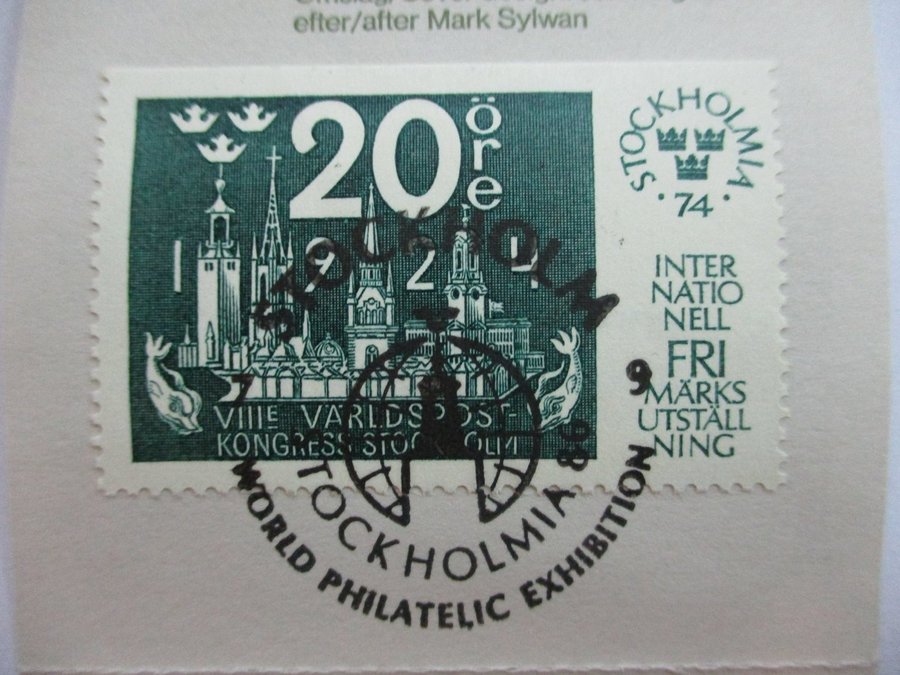 efter/after Mark Sylwan
20 öre
1924
VIIIE VÄRLDSPOST-
KONGRESS STOCKHOLM
STOCKHOLMIA
74
INTER
NATIO
NELL
FRI
MÄRKS
UTSTÄLL
NING
STOCKHOLM
9
STOCKHOLMIA 86
WORLD PHILATELIC EXHIBITION